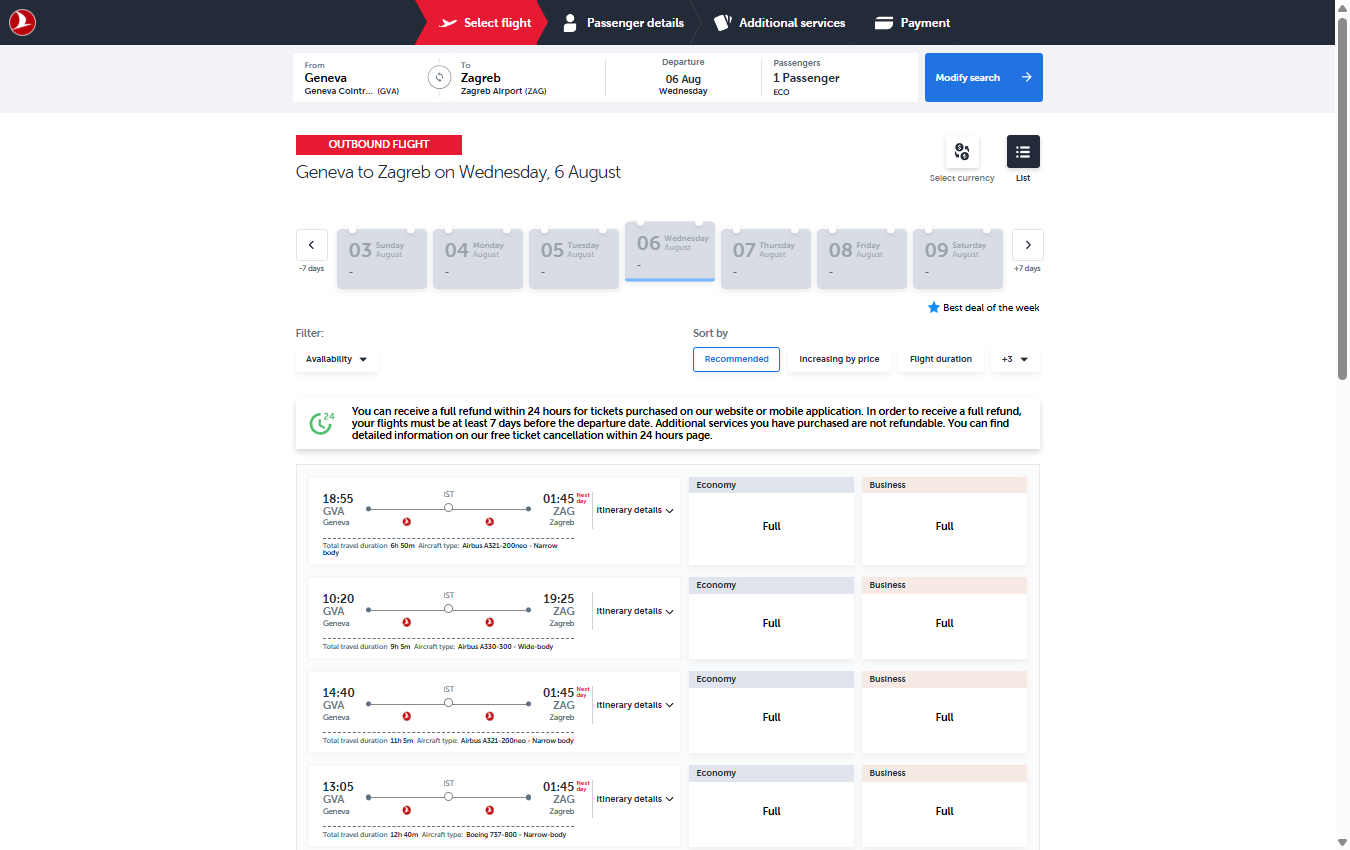 Select flight
Passenger details
Additional services
Payment
From
Geneva
Geneva Cointr... (GVA)
To
Zagreb
Zagreb Airport (ZAG)
Departure
06 Aug
Wednesday
Passengers
1 Passenger
ECO
Modify search
OUTBOUND FLIGHT
Geneva to Zagreb on Wednesday, 6 August
Select currency
List
-7 days
03 Sunday August
-
04 Monday August
-
05 Tuesday August
-
06 Wednesday August
-
07 Thursday August
-
08 Friday August
-
09 Saturday August
-
+7 days
Best deal of the week
Filter:
Availability
Sort by
Recommended
Increasing by price
Flight duration
+3
24
You can receive a full refund within 24 hours for tickets purchased on our website or mobile application. In order to receive a full refund,
your flights must be at least 7 days before the departure date. Additional services you have purchased are not refundable. You can find
detailed information on our free ticket cancellation within 24 hours page.
18:55
GVA
Geneva
IST
01:45 Next day
ZAG
Zagreb
Itinerary details
Total travel duration 6h 50m Aircraft type: Airbus A321-200neo - Narrow
body
Economy
Full
Business
Full
10:20
GVA
Geneva
IST
19:25
ZAG
Zagreb
Itinerary details
Total travel duration 9h 5m Aircraft type: Airbus A330-300 - Wide-body
Economy
Full
Business
Full
14:40
GVA
Geneva
IST
01:45 Next day
ZAG
Zagreb
Itinerary details
Total travel duration 11h 5m Aircraft type: Airbus A321-200neo - Narrow body
Economy
Full
Business
Full
13:05
GVA
Geneva
IST
01:45 Next day
ZAG
Zagreb
Itinerary details
Total travel duration 12h 40m Aircraft type: Boeing 737-800 - Narrow-body
Economy
Full
Business
Full